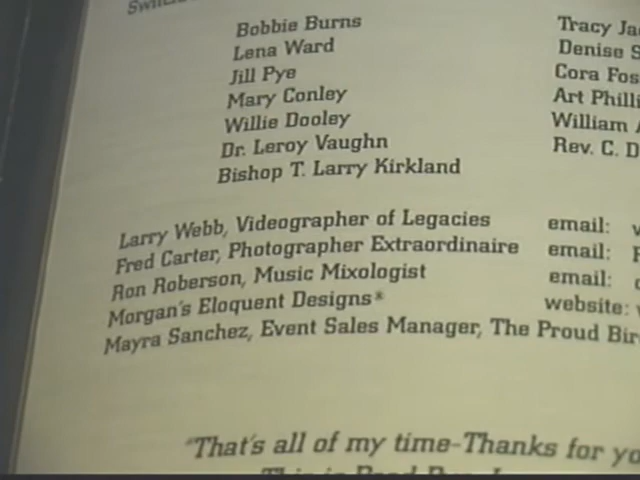 Bobbie Burns
Lena Ward
Jill Pye
Mary Conley
Willie Dooley
Dr. Leroy Vaughn
Bishop T. Larry Kirkland
Tracy
Denise
Cora
Art
William
Rev. C.
Larry Webb, Videographer of Legacies email:
Fred Carter, Photographer Extraordinaire email:
Ron Roberson, Music Mixologist email:
Morgan's Eloquent Designs* website:
Mayra Sanchez, Event Sales Manager, The Proud
"That's all of my time-Thanks for